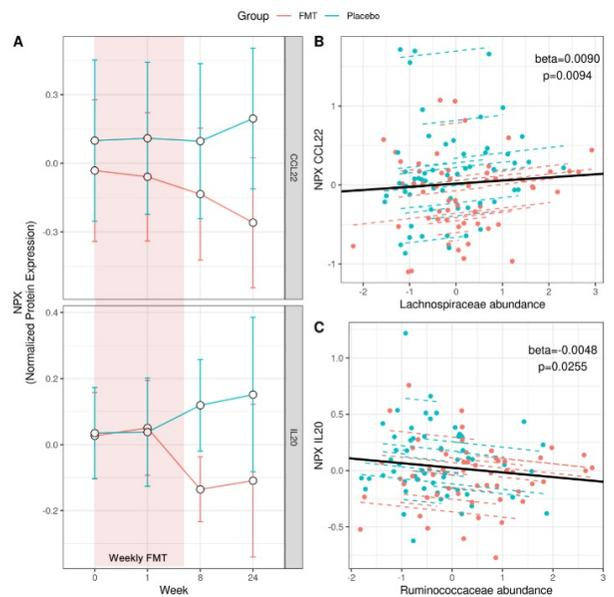 Group FMT Placebo
A
NPX
(Normalized Protein Expression)
0.3
0.0
-0.3
CCL22
0.4
0.2
0.0
-0.2
IL20
Weekly FMT
0 1 8 24
Week
B
beta=0.0090
p=0.0094
NPX CCL22
1
0
-1
-2 -1 0 1 2 3
Lachnospiraceae abundance
C
beta=-0.0048
p=0.0255
NPX IL20
1.0
0.5
0.0
-0.5
-2 -1 0 1 2 3
Ruminococcaceae abundance